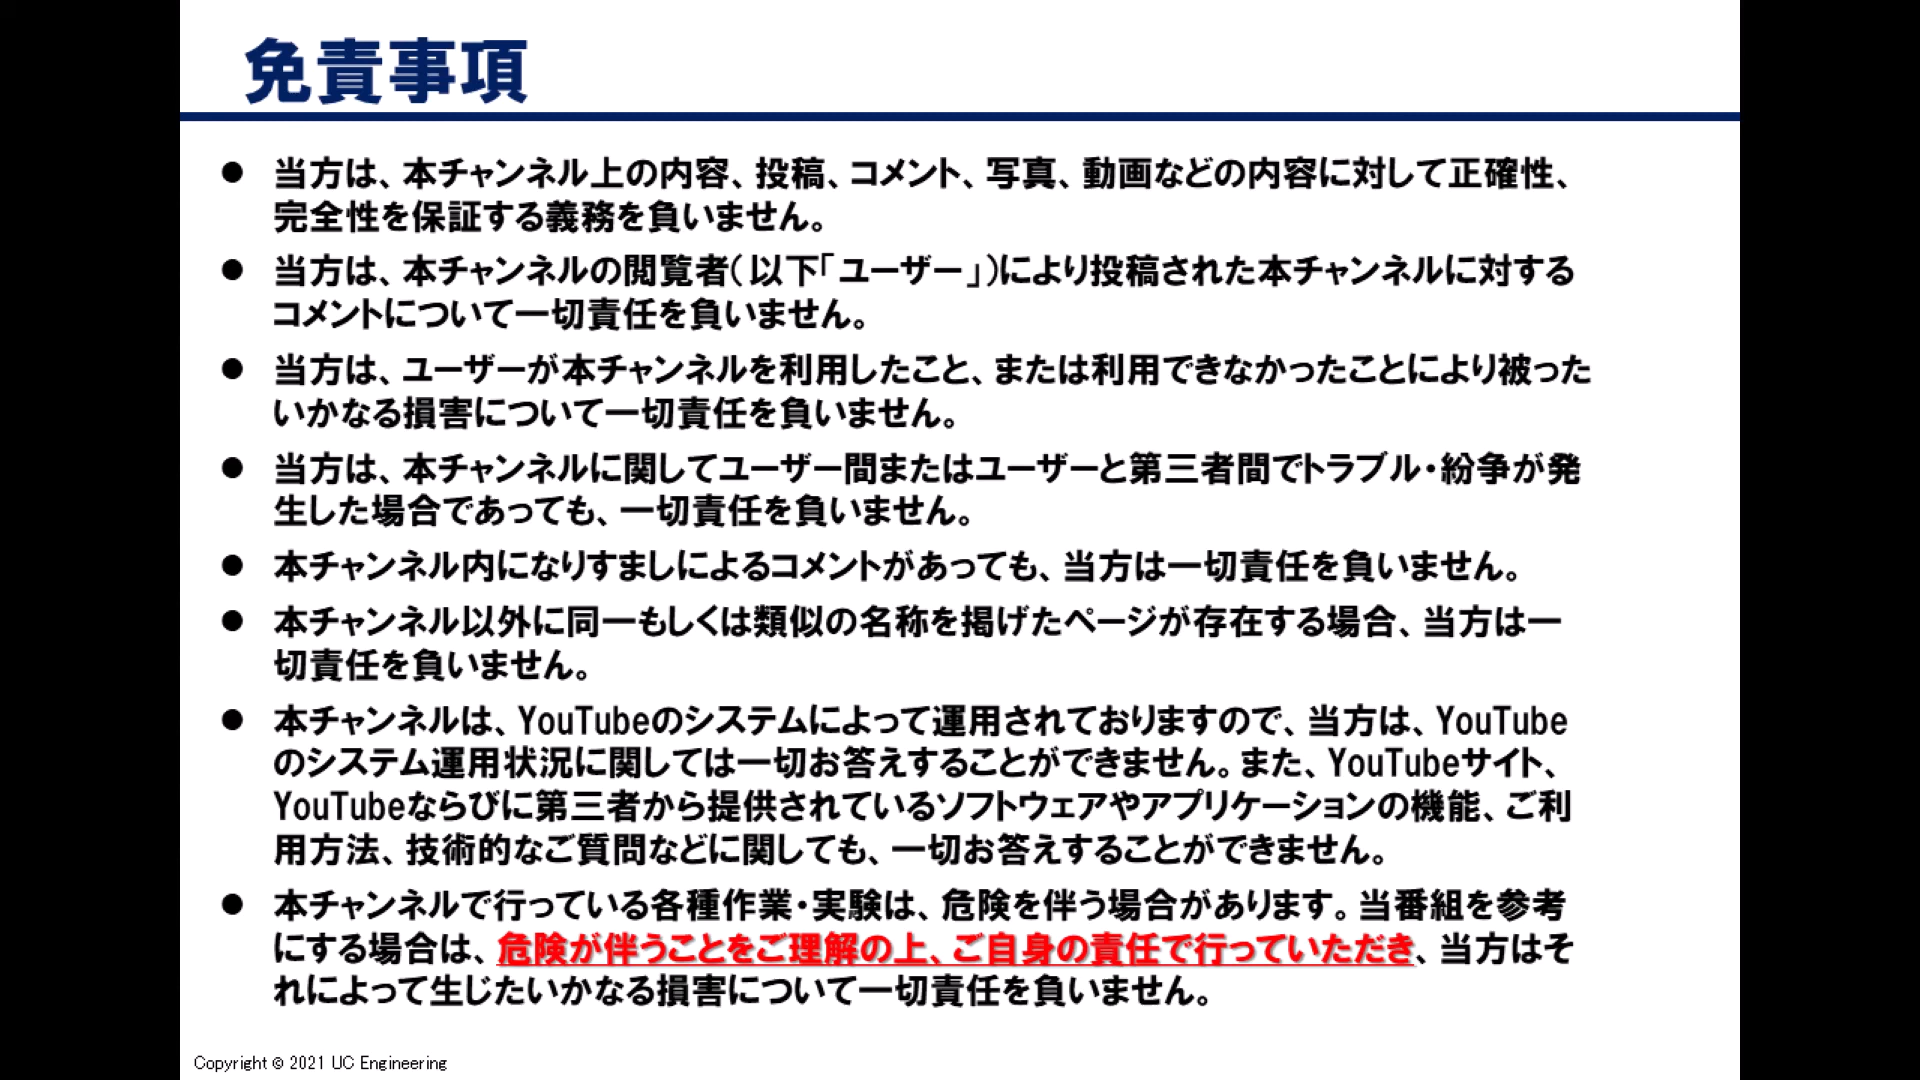 免責事項
● 当方は、本チャンネル上の内容、投稿、コメント、写真、動画などの内容に対して正確性、
完全性を保証する義務を負いません。
● 当方は、本チャンネルの閲覧者(以下「ユーザー」)により投稿された本チャンネルに対する
コメントについて一切責任を負いません。
● 当方は、ユーザーが本チャンネルを利用したこと、または利用できなかったことにより被った
いかなる損害について一切責任を負いません。
● 当方は、本チャンネルに関してユーザー間またはユーザーと第三者間でトラブル・紛争が発
生した場合であっても、一切責任を負いません。
● 本チャンネル内になりすましによるコメントがあっても、当方は一切責任を負いません。
● 本チャンネル以外に同一もしくは類似の名称を掲げたページが存在する場合、当方は一
切責任を負いません。
● 本チャンネルは、YouTubeのシステムによって運用されておりますので、当方は、YouTube
のシステム運用状況に関しては一切お答えすることができません。また、YouTubeサイト、
YouTubeならびに第三者から提供されているソフトウェアやアプリケーションの機能、ご利
用方法、技術的なご質問などに関しても、一切お答えすることができません。
● 本チャンネルで行っている各種作業・実験は、危険を伴う場合があります。当番組を参考
にする場合は、危険が伴うことをご理解の上、ご自身の責任で行っていただき、当方はそ
れによって生じたいかなる損害について一切責任を負いません。
Copyright © 2021 UC Engineering